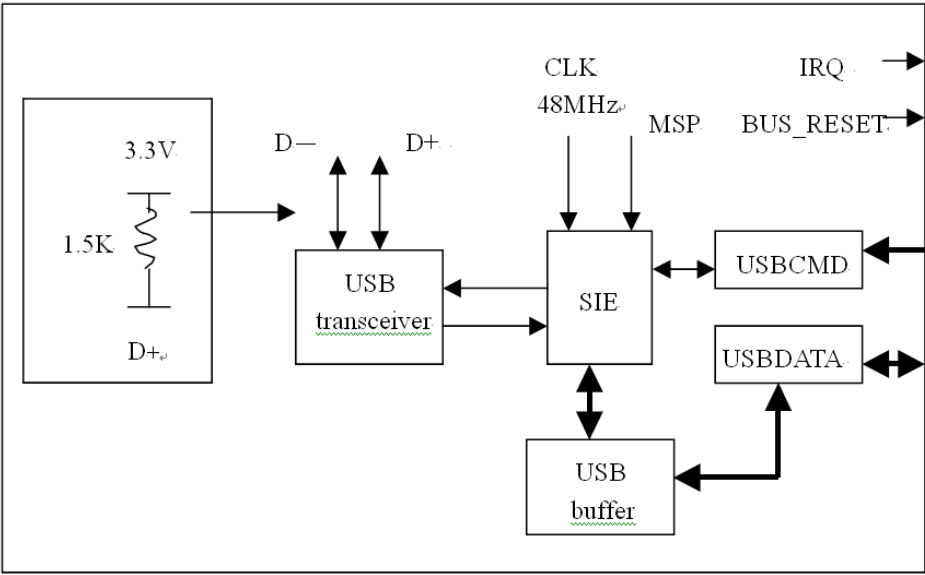 CLK
48MHz
IRQ
MSP
BUS_RESET
D—
D+
3.3V
1.5K
D+
USB
transceiver
SIE
USBCMD
USBDATA
USB
buffer